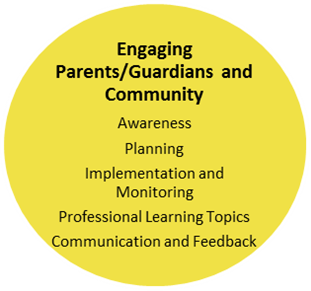 Engaging
Parents/Guardians and
Community
Awareness
Planning
Implementation and
Monitoring
Professional Learning Topics
Communication and Feedback